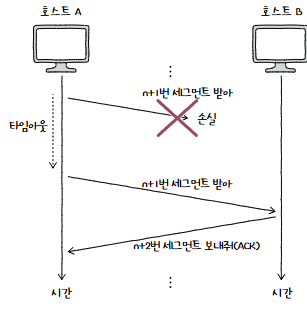 호스트 A
호스트 B
⋮
n+1번 세그먼트 받아
손실
타임아웃
n+1번 세그먼트 받아
n+2번 세그먼트 보내줘(ACK)
⋮
시간
시간